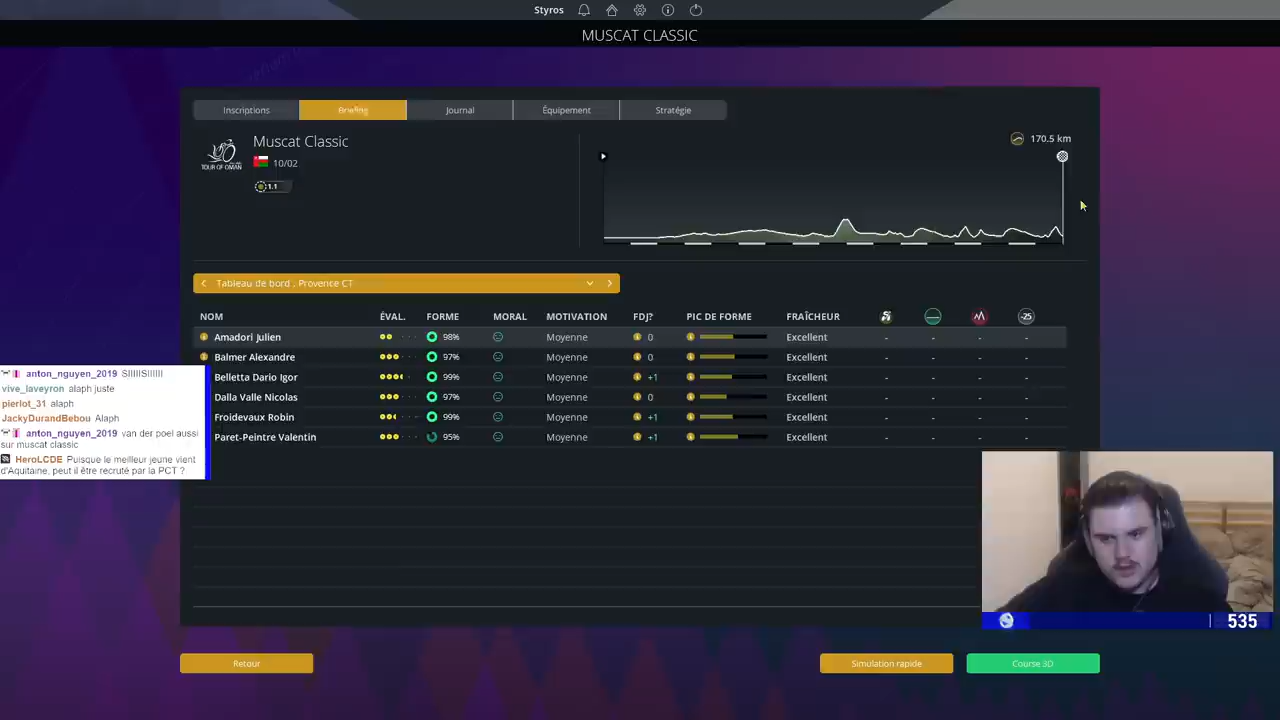 Styros
MUSCAT CLASSIC
Inscriptions Briefing Journal Équipement Stratégie
Muscat Classic
10/02
1.1
TOUR OF OMAN
170.5 km
Tableau de bord : Provence CT
NOM ÉVAL. FORME MORAL MOTIVATION FDJ? PIC DE FORME FRAÎCHEUR -25
Amadori Julien 98% Moyenne 0 Excellent - - - -
Balmer Alexandre 97% Moyenne 0 Excellent - - - -
Belletta Dario Igor 99% Moyenne +1 Excellent - - - -
Dalla Valle Nicolas 97% Moyenne 0 Excellent - - - -
Froidevaux Robin 99% Moyenne +1 Excellent - - - -
Paret-Peintre Valentin 95% Moyenne +1 Excellent - - - -
anton_nguyen_2019 SIIIIISIIIIII
vive_laveyron alaph juste
pierlot_31 alaph
JackyDurandBebou Alaph
anton_nguyen_2019 van der poel aussi
sur muscat classic
HeroLCDE Puisque le meilleur jeune vient
d'Aquitaine, peut il être recruté par la PCT ?
535
Retour Simulation rapide Course 3D